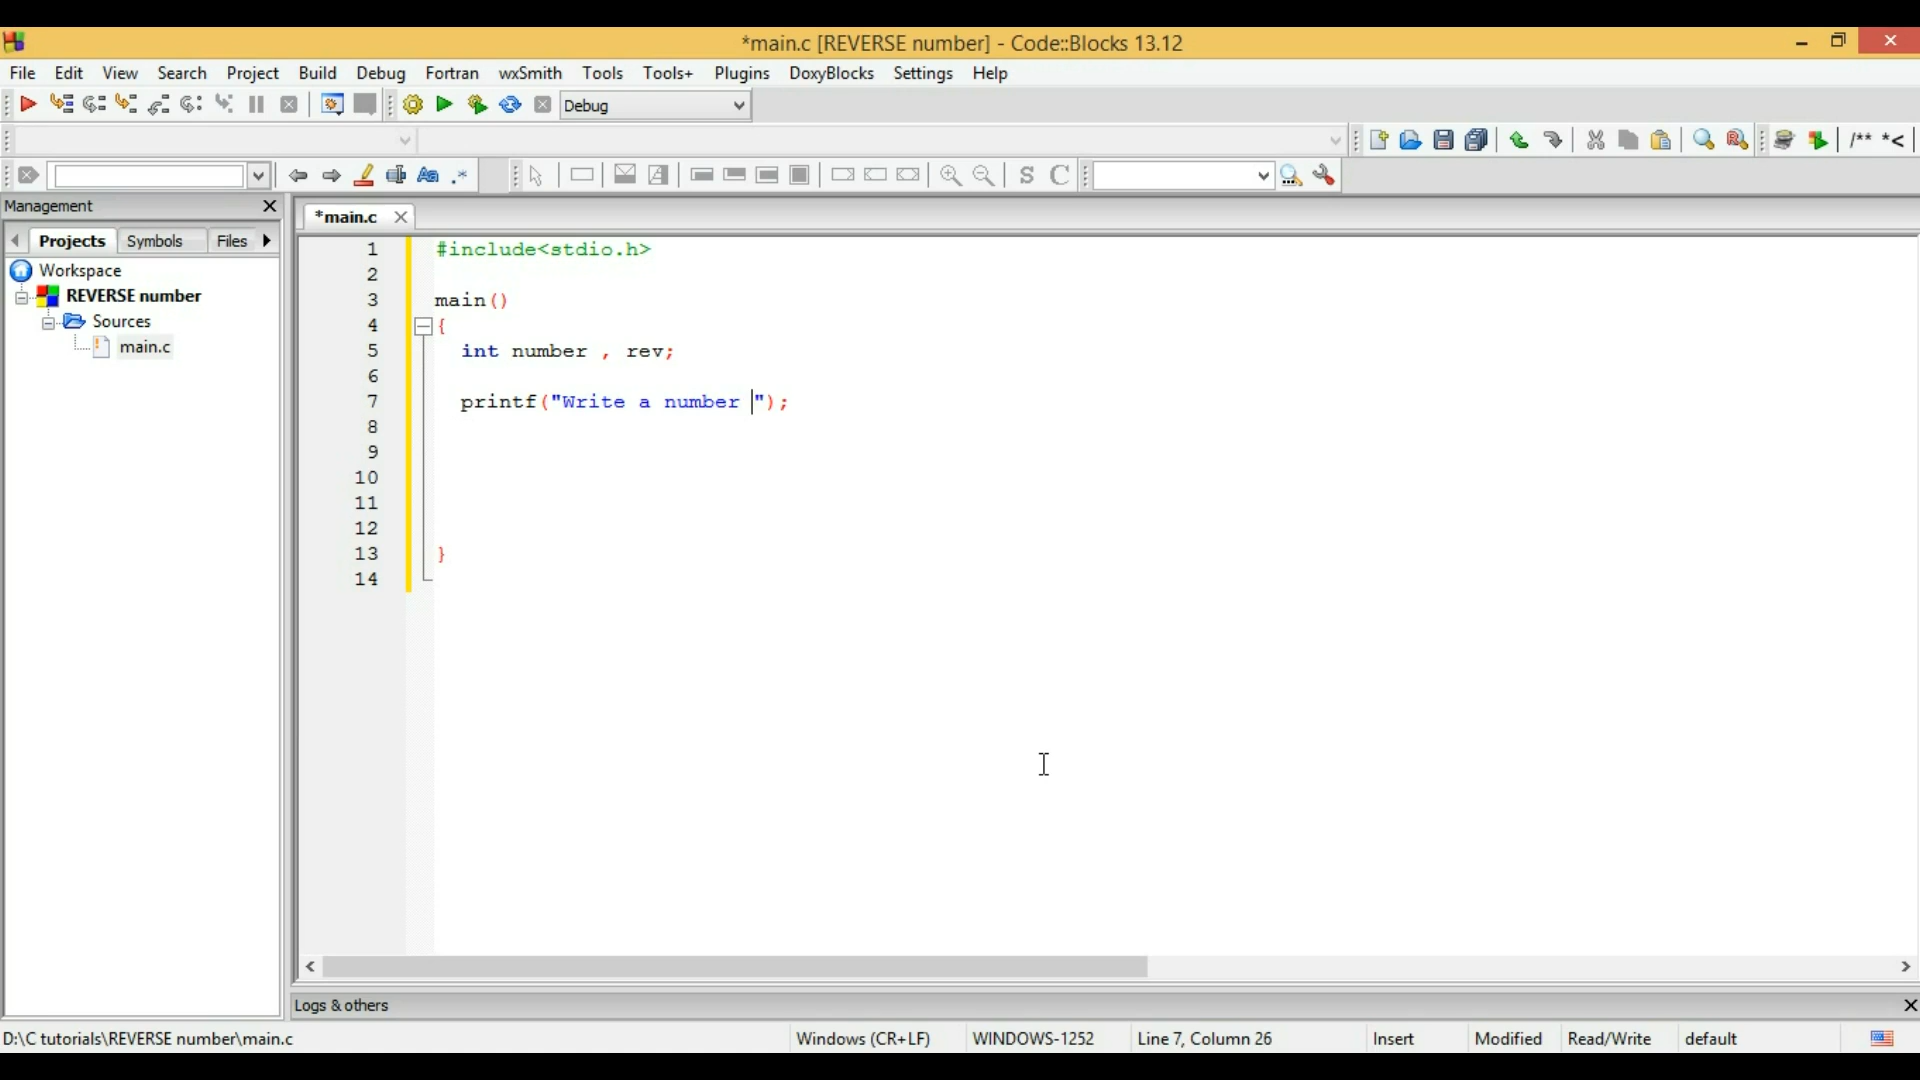 *main.c [REVERSE number] - Code::Blocks 13.12
File Edit View Search Project Build Debug Fortran wxSmith Tools Tools+ Plugins DoxyBlocks Settings Help
Debug
/** *<
S C
Management
*main.c
Projects Symbols Files
Workspace
REVERSE number
Sources
main.c
1 #include<stdio.h>
2
3 main()
4 {
5 int number , rev;
6
7 printf("Write a number ");
8
9
10
11
12
13 }
14
Logs & others
D:\C tutorials\REVERSE number\main.c Windows (CR+LF) WINDOWS-1252 Line 7, Column 26 Insert Modified Read/Write default